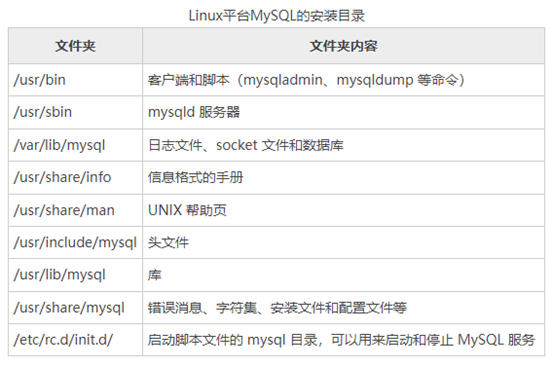 Linux平台MySQL的安装目录
文件夹 文件夹内容
/usr/bin 客户端和脚本（mysqladmin、mysqldump 等命令）
/usr/sbin mysqld 服务器
/var/lib/mysql 日志文件、socket 文件和数据库
/usr/share/info 信息格式的手册
/usr/share/man UNIX 帮助页
/usr/include/mysql 头文件
/usr/lib/mysql 库
/usr/share/mysql 错误消息、字符集、安装文件和配置文件等
/etc/rc.d/init.d/ 启动脚本文件的 mysql 目录，可以用来启动和停止 MySQL 服务